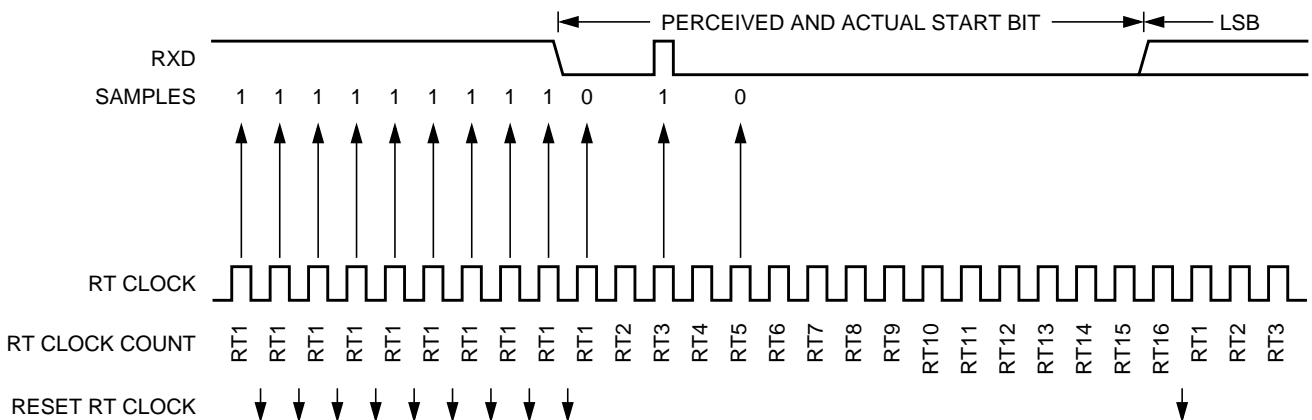 PERCEIVED AND ACTUAL START BIT LSB
RXD
SAMPLES 1 1 1 1 1 1 1 1 1 0 1 0
RT CLOCK
RT CLOCK COUNT RT1 RT1 RT1 RT1 RT1 RT1 RT1 RT1 RT1 RT1 RT2 RT3 RT4 RT5 RT6 RT7 RT8 RT9 RT10 RT11 RT12 RT13 RT14 RT15 RT16 RT1 RT2 RT3
RESET RT CLOCK